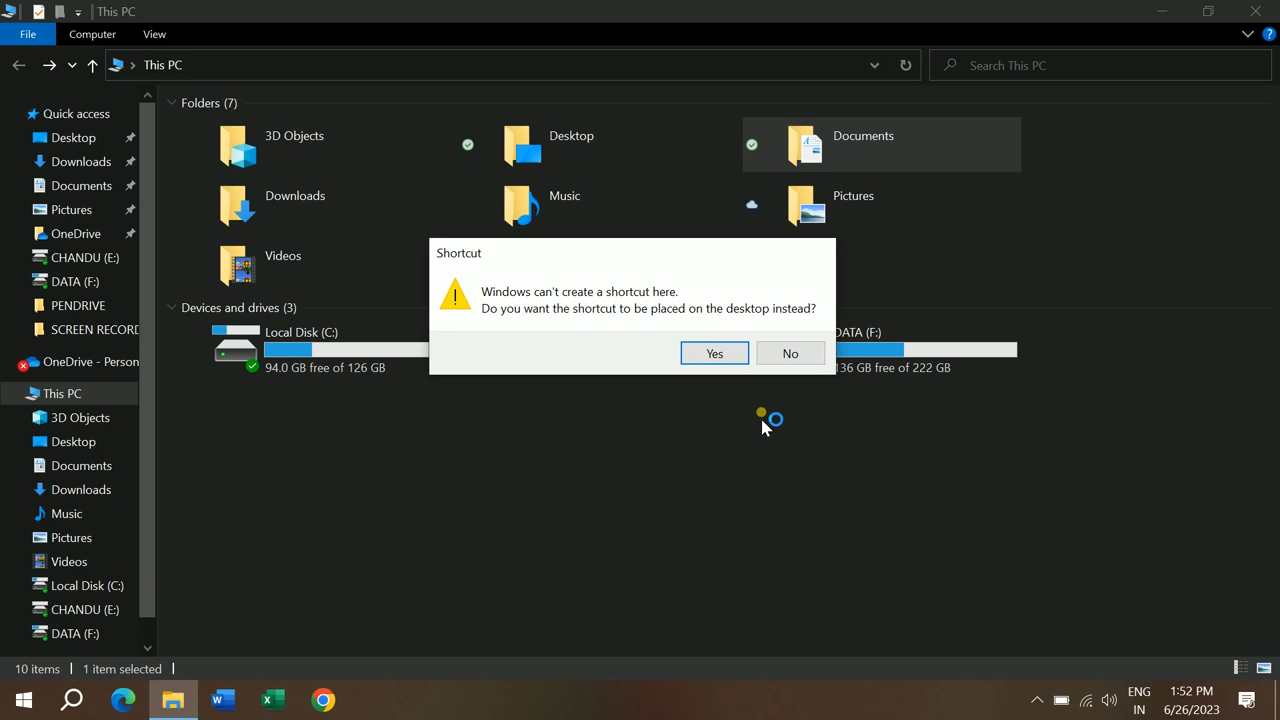 This PC
File
Computer
View
This PC
Search This PC
Quick access
Desktop
Downloads
Documents
Pictures
OneDrive
CHANDU (E:)
DATA (F:)
PENDRIVE
SCREEN RECORD
OneDrive - Person
This PC
3D Objects
Desktop
Documents
Downloads
Music
Pictures
Videos
Local Disk (C:)
CHANDU (E:)
DATA (F:)
Folders (7)
3D Objects
Desktop
Documents
Downloads
Music
Pictures
Videos
Devices and drives (3)
Local Disk (C:)
94.0 GB free of 126 GB
DATA (F:)
136 GB free of 222 GB
Shortcut
Windows can't create a shortcut here.
Do you want the shortcut to be placed on the desktop instead?
Yes
No
10 items
1 item selected
ENG
IN
1:52 PM
6/26/2023